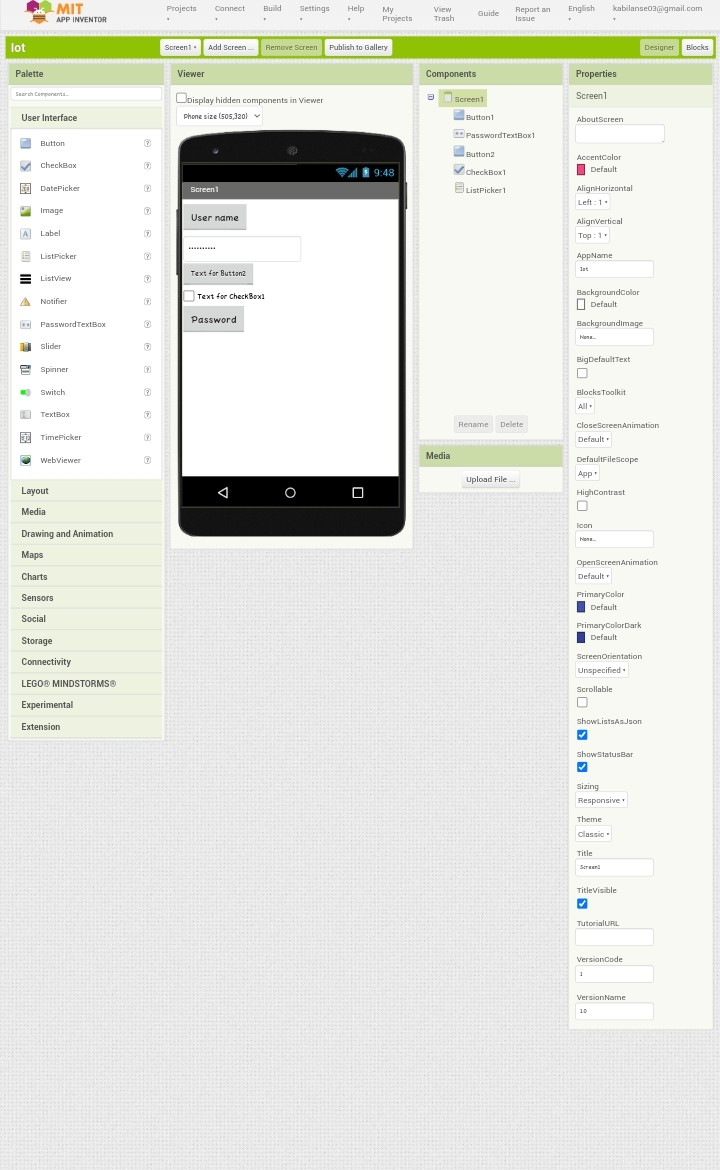 MIT
APP INVENTOR
Projects
Connect
Build
Settings
Help
My
Projects
View
Trash
Guide
Report an
Issue
English
kabilanse03@gmail.com
Iot
Screen1
Add Screen ...
Remove Screen
Publish to Gallery
Designer
Blocks
Palette
Search Components...
User Interface
Button
CheckBox
DatePicker
Image
Label
ListPicker
ListView
Notifier
PasswordTextBox
Slider
Spinner
Switch
TextBox
TimePicker
WebViewer
Layout
Media
Drawing and Animation
Maps
Charts
Sensors
Social
Storage
Connectivity
LEGO® MINDSTORMS®
Experimental
Extension
Viewer
Display hidden components in Viewer
Phone size (505,320)
9:48
Screen1
User name
••••••••••
Text for Button2
Text for CheckBox1
Password
Components
Screen1
Button1
PasswordTextBox1
Button2
CheckBox1
ListPicker1
Rename
Delete
Media
Upload File ...
Properties
Screen1
AboutScreen
AccentColor
Default
AlignHorizontal
Left : 1
AlignVertical
Top : 1
AppName
Iot
BackgroundColor
Default
BackgroundImage
None...
BigDefaultText
BlocksToolkit
All
CloseScreenAnimation
Default
DefaultFileScope
App
HighContrast
Icon
None...
OpenScreenAnimation
Default
PrimaryColor
Default
PrimaryColorDark
Default
ScreenOrientation
Unspecified
Scrollable
ShowListsAsJson
ShowStatusBar
Sizing
Responsive
Theme
Classic
Title
Screen1
TitleVisible
TutorialURL
VersionCode
1
VersionName
1.0